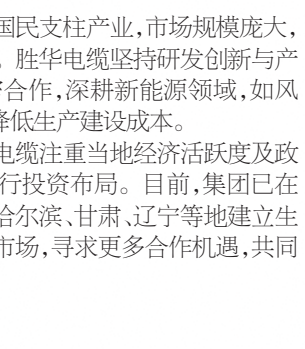 国民支柱产业,市场规模庞大,
。胜华电缆坚持研发创新与产
合作,深耕新能源领域,如风
降低生产建设成本。
电缆注重当地经济活跃度及政
行投资布局。目前,集团已在
哈尔滨、甘肃、辽宁等地建立生
市场,寻求更多合作机遇,共同